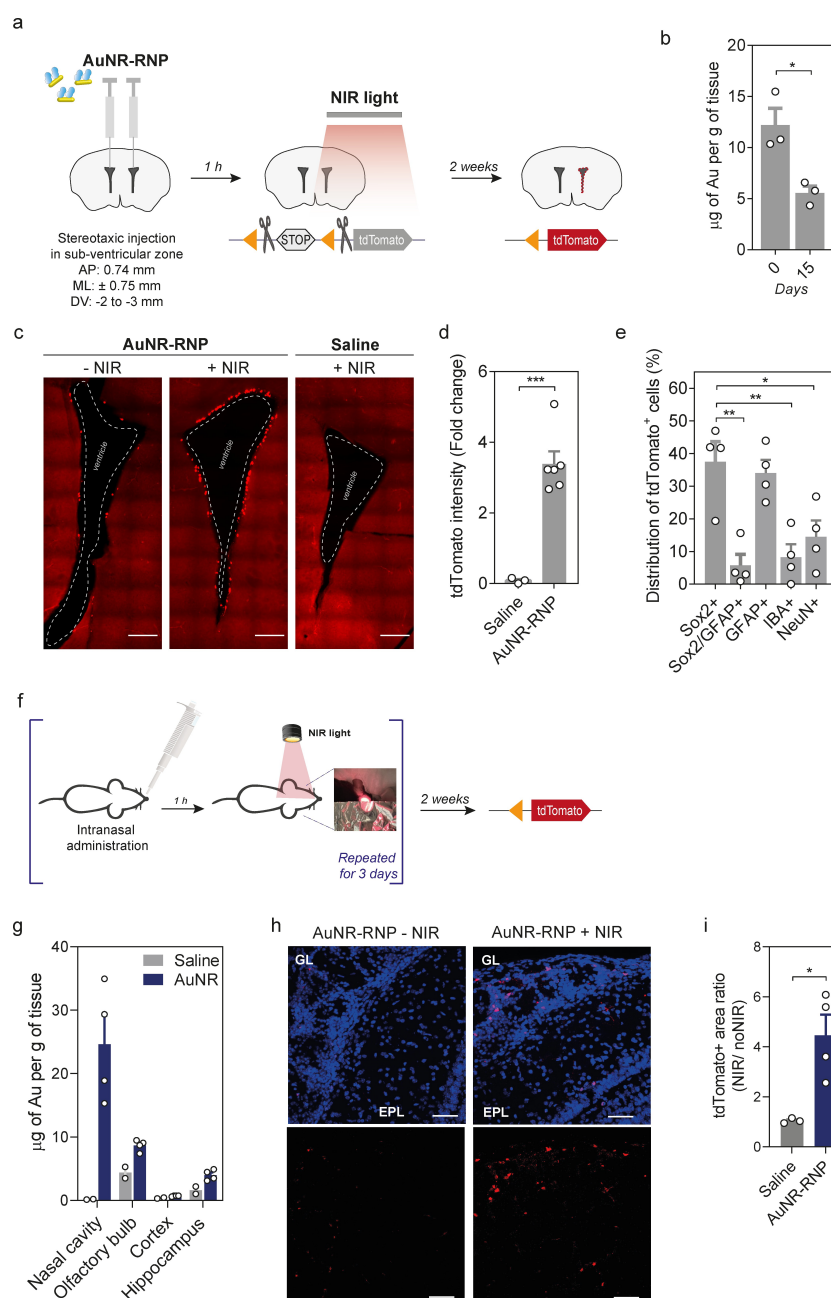 a
AuNR-RNP
NIR light
1 h
2 weeks
STOP
tdTomato
tdTomato
Stereotaxic injection
in sub-ventricular zone
AP: 0.74 mm
ML: ± 0.75 mm
DV: -2 to -3 mm
b
µg of Au per g of tissue
20
15
10
5
0
*
0
15
Days
c
AuNR-RNP
Saline
- NIR
+ NIR
+ NIR
ventricle
ventricle
ventricle
d
tdTomato intensity (Fold change)
6
4
2
0
***
Saline
AuNR-RNP
e
Distribution of tdTomato+ cells (%)
60
50
40
30
20
10
0
*
**
**
Sox2+
Sox2/GFAP+
GFAP+
IBA+
NeuN+
f
NIR light
1 h
2 weeks
tdTomato
Intranasal
administration
Repeated
for 3 days
g
µg of Au per g of tissue
40
30
20
10
0
Saline
AuNR
Nasal cavity
Olfactory bulb
Cortex
Hippocampus
h
AuNR-RNP - NIR
AuNR-RNP + NIR
GL
GL
EPL
EPL
i
tdTomato+ area ratio
(NIR/ noNIR)
8
6
4
2
0
*
Saline
AuNR-RNP